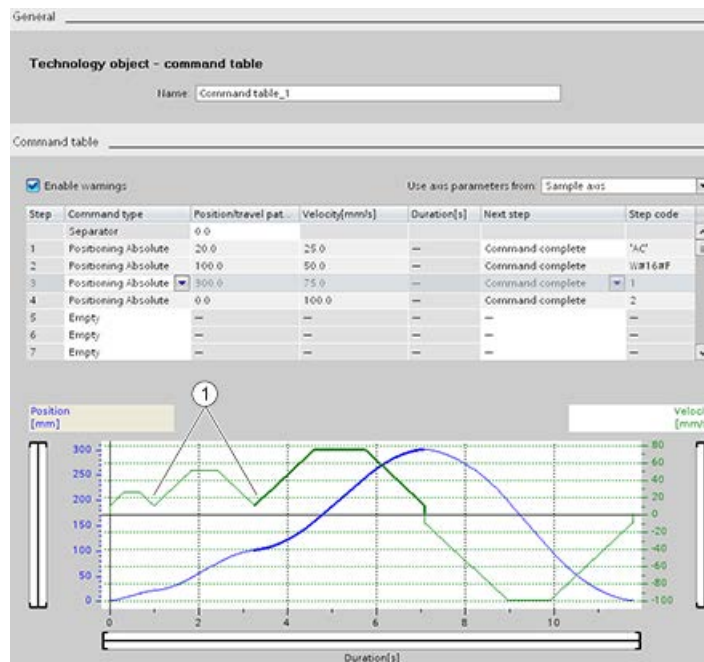 General
Technology object - command table
Name: Command table_1
Command table
Enable warnings Use axis parameters from: Sample axis
Step Command type Position/travel pat... Velocity[mm/s] Duration[s] Next step Step code
Separator 0.0
1 Positioning Absolute 20.0 25.0 — Command complete "AC"
2 Positioning Absolute 100.0 50.0 — Command complete W#16#F
3 Positioning Absolute 300.0 75.0 — Command complete 1
4 Positioning Absolute 0.0 100.0 — Command complete 2
5 Empty — — — — —
6 Empty — — — — —
7 Empty — — — — —
1
Position
[mm]
Veloci
[mm/s
300
250
200
150
100
50
0
80
60
40
20
0
-20
-40
-60
-80
-100
0 2 4 6 8 10
Duration[s]